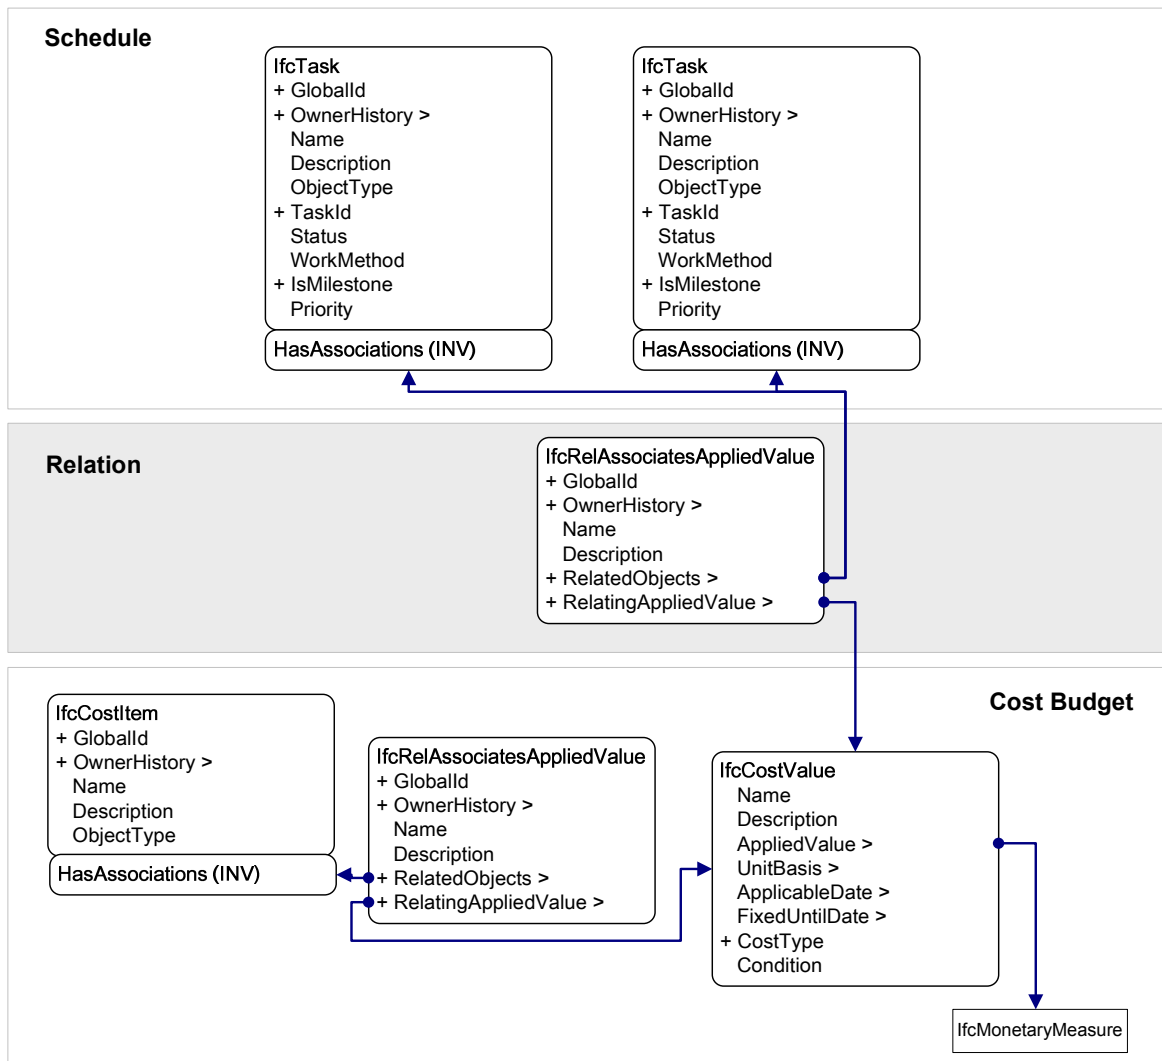 Schedule
IfcTask
+ GlobalId
+ OwnerHistory >
Name
Description
ObjectType
+ TaskId
Status
WorkMethod
+ IsMilestone
Priority
HasAssociations (INV)
IfcTask
+ GlobalId
+ OwnerHistory >
Name
Description
ObjectType
+ TaskId
Status
WorkMethod
+ IsMilestone
Priority
HasAssociations (INV)
Relation
IfcRelAssociatesAppliedValue
+ GlobalId
+ OwnerHistory >
Name
Description
+ RelatedObjects >
+ RelatingAppliedValue >
Cost Budget
IfcCostItem
+ GlobalId
+ OwnerHistory >
Name
Description
ObjectType
HasAssociations (INV)
IfcRelAssociatesAppliedValue
+ GlobalId
+ OwnerHistory >
Name
Description
+ RelatedObjects >
+ RelatingAppliedValue >
IfcCostValue
Name
Description
AppliedValue >
UnitBasis >
ApplicableDate >
FixedUntilDate >
+ CostType
Condition
IfcMonetaryMeasure